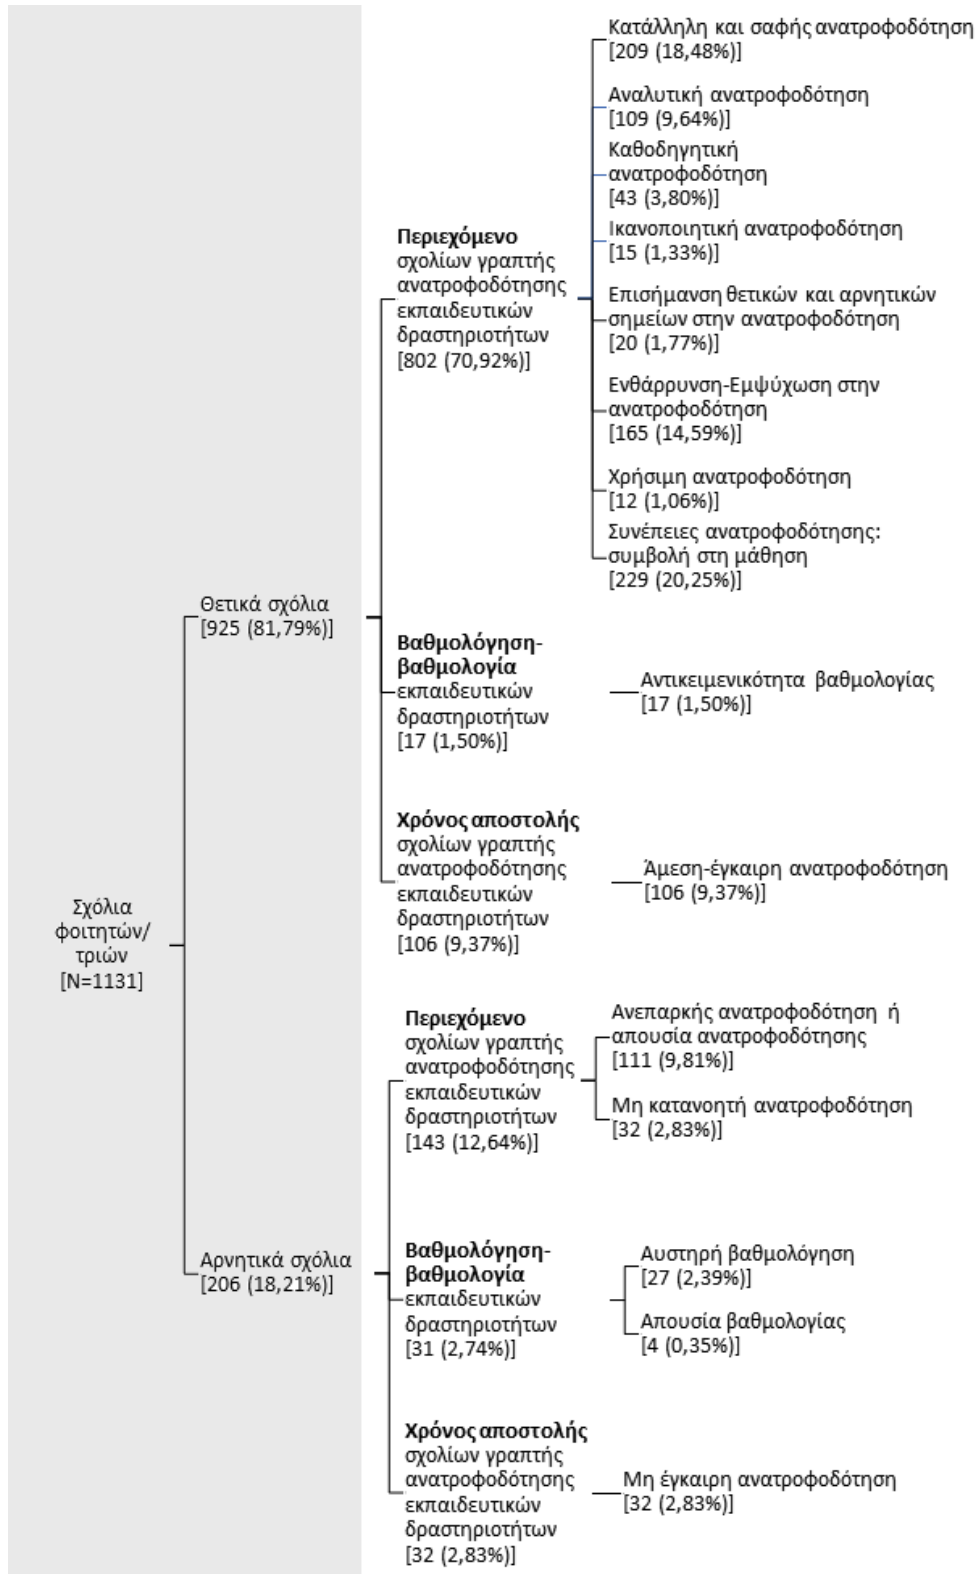 Σχόλια
φοιτητών/
τριών
[Ν=1131]
Θετικά σχόλια
[925 (81,79%)]
Περιεχόμενο
σχολίων γραπτής
ανατροφοδότησης
εκπαιδευτικών
δραστηριοτήτων
[802 (70,92%)]
Κατάλληλη και σαφής ανατροφοδότηση
[209 (18,48%)]
Αναλυτική ανατροφοδότηση
[109 (9,64%)]
Καθοδηγητική
ανατροφοδότηση
[43 (3,80%)]
Ικανοποιητική ανατροφοδότηση
[15 (1,33%)]
Επισήμανση θετικών και αρνητικών
σημείων στην ανατροφοδότηση
[20 (1,77%)]
Ενθάρρυνση-Εμψύχωση στην
ανατροφοδότηση
[165 (14,59%)]
Χρήσιμη ανατροφοδότηση
[12 (1,06%)]
Συνέπειες ανατροφοδότησης:
συμβολή στη μάθηση
[229 (20,25%)]
Βαθμολόγηση-
βαθμολογία
εκπαιδευτικών
δραστηριοτήτων
[17 (1,50%)]
Αντικειμενικότητα βαθμολογίας
[17 (1,50%)]
Χρόνος αποστολής
σχολίων γραπτής
ανατροφοδότησης
εκπαιδευτικών
δραστηριοτήτων
[106 (9,37%)]
Άμεση-έγκαιρη ανατροφοδότηση
[106 (9,37%)]
Αρνητικά σχόλια
[206 (18,21%)]
Περιεχόμενο
σχολίων γραπτής
ανατροφοδότησης
εκπαιδευτικών
δραστηριοτήτων
[143 (12,64%)]
Ανεπαρκής ανατροφοδότηση ή
απουσία ανατροφοδότησης
[111 (9,81%)]
Μη κατανοητή ανατροφοδότηση
[32 (2,83%)]
Βαθμολόγηση-
βαθμολογία
εκπαιδευτικών
δραστηριοτήτων
[31 (2,74%)]
Αυστηρή βαθμολόγηση
[27 (2,39%)]
Απουσία βαθμολογίας
[4 (0,35%)]
Χρόνος αποστολής
σχολίων γραπτής
ανατροφοδότησης
εκπαιδευτικών
δραστηριοτήτων
[32 (2,83%)]
Μη έγκαιρη ανατροφοδότηση
[32 (2,83%)]